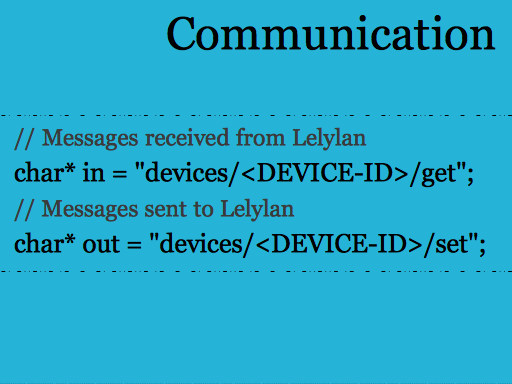 Communication
// Messages received from Lelylan
char* in = "devices/<DEVICE-ID>/get";
// Messages sent to Lelylan
char* out = "devices/<DEVICE-ID>/set";